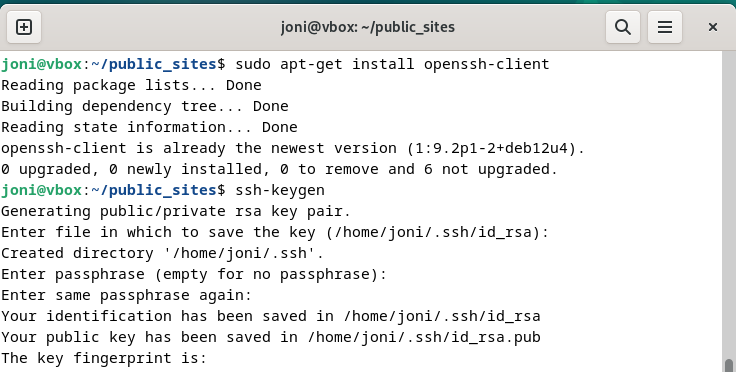 joni@vbox: ~/public_sites
joni@vbox:~/public_sites$ sudo apt-get install openssh-client
Reading package lists... Done
Building dependency tree... Done
Reading state information... Done
openssh-client is already the newest version (1:9.2p1-2+deb12u4).
0 upgraded, 0 newly installed, 0 to remove and 6 not upgraded.
joni@vbox:~/public_sites$ ssh-keygen
Generating public/private rsa key pair.
Enter file in which to save the key (/home/joni/.ssh/id_rsa):
Created directory '/home/joni/.ssh'.
Enter passphrase (empty for no passphrase):
Enter same passphrase again:
Your identification has been saved in /home/joni/.ssh/id_rsa
Your public key has been saved in /home/joni/.ssh/id_rsa.pub
The key fingerprint is: